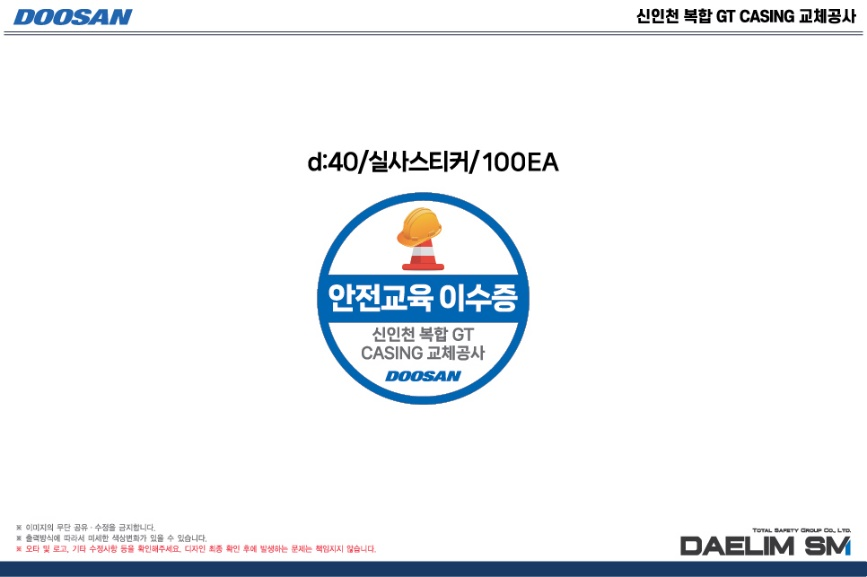 DOOSAN
신인천 복합 GT CASING 교체공사
d:40/실사스티커/100EA
안전교육 이수증
신인천 복합 GT
CASING 교체공사
DOOSAN
※ 이미지의 무단 공유 · 수정을 금지합니다.
※ 출력방식에 따라서 미세한 색상변화가 있을 수 있습니다.
※ 오타 및 로고, 기타 수정사항 등을 확인해주세요. 디자인 최종 확인 후에 발생하는 문제는 책임지지 않습니다.
TOTAL SAFETY GROUP CO., LTD.
DAELIM SM